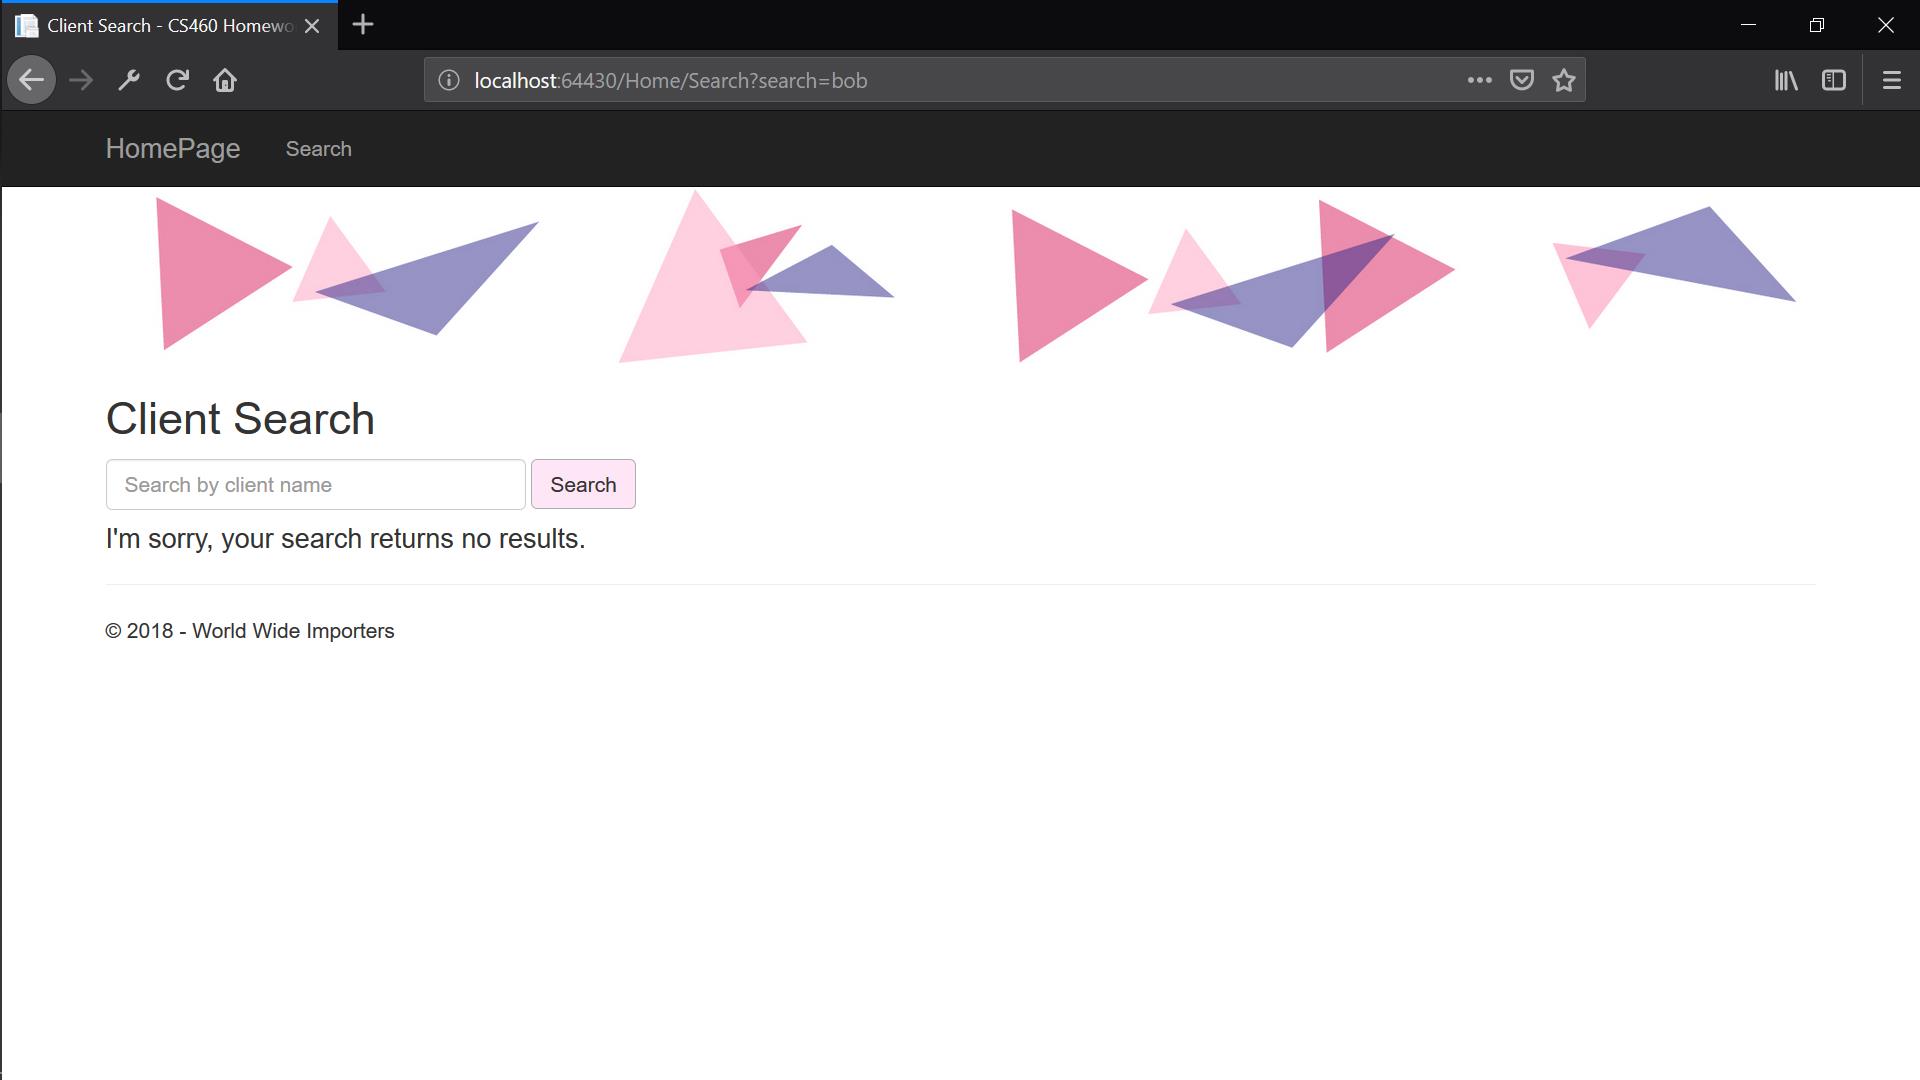 Client Search - CS460 Homewo
localhost:64430/Home/Search?search=bob
HomePage Search
Client Search
Search by client name Search
I'm sorry, your search returns no results.
© 2018 - World Wide Importers